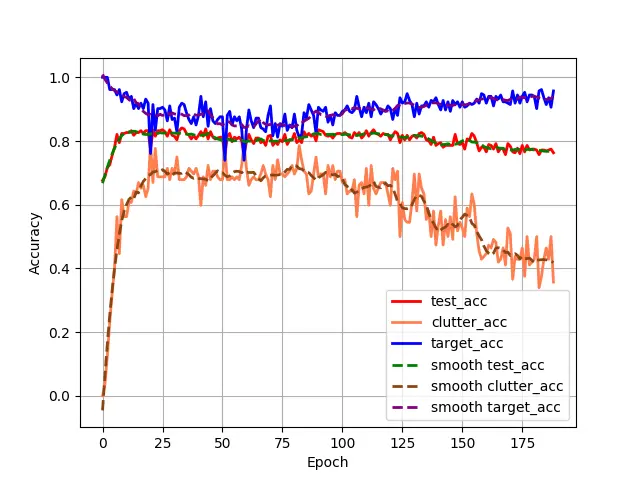 1.0
0.8
0.6
0.4
0.2
0.0
Accuracy
test_acc
clutter_acc
target_acc
smooth test_acc
smooth clutter_acc
smooth target_acc
0 25 50 75 100 125 150 175
Epoch